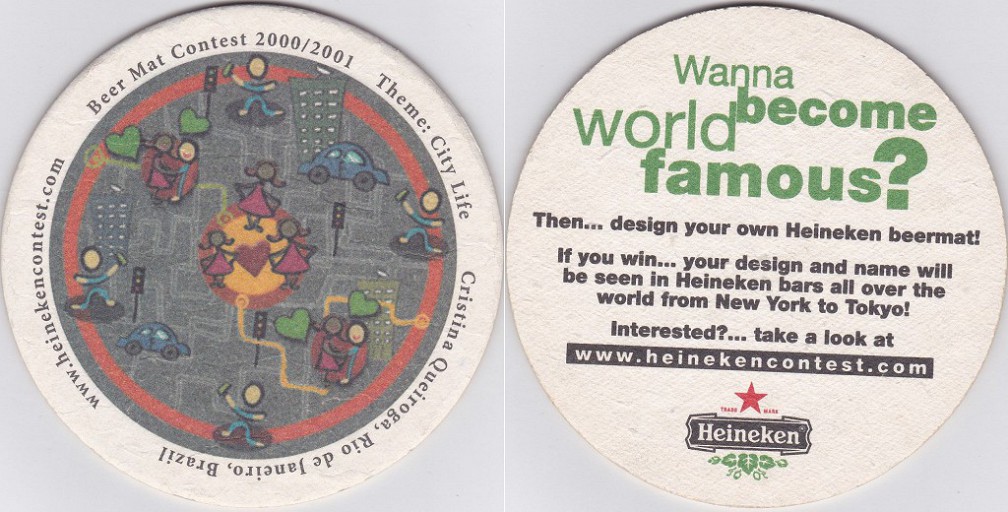 Beer Mat Contest 2000/2001
Theme: City Life
Cristina Queiroga, Rio de Janeiro, Brazil
www.heinekencontest.com
Wanna
become
world
famous?
Then... design your own Heineken beermat!
If you win... your design and name will
be seen in Heineken bars all over the
world from New York to Tokyo!
Interested?... take a look at
www.heinekencontest.com
TRADE MARK
Heineken